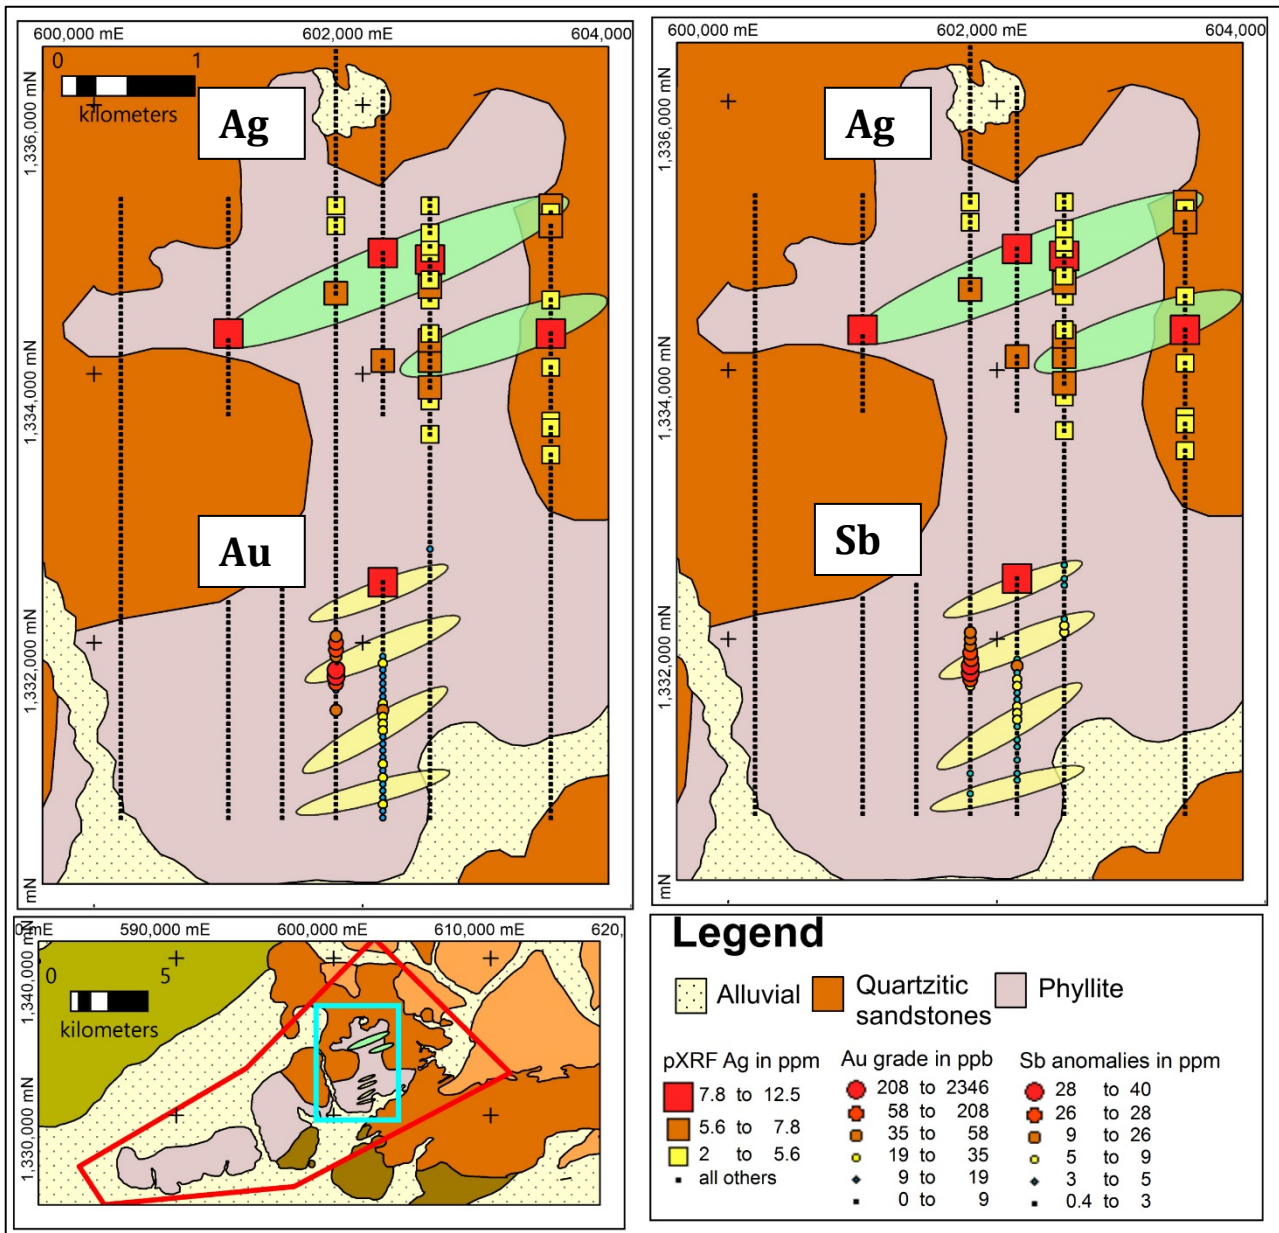 600,000 mE 602,000 mE 604,000
0 1
kilometers
Ag
1,336,000 mN
1,334,000 mN
Au
1,332,000 mN
mN
600,000 mE 602,000 mE 604,000
Ag
1,336,000 mN
1,334,000 mN
Sb
1,332,000 mN
mN
0 mE 590,000 mE 600,000 mE 610,000 mE 620,
0 5
kilometers
1,340,000 mN
1,330,000 mN
Legend
Alluvial
Quartzitic
sandstones
Phyllite
pXRF Ag in ppm
7.8 to 12.5
5.6 to 7.8
2 to 5.6
all others
Au grade in ppb
208 to 2346
58 to 208
35 to 58
19 to 35
9 to 19
0 to 9
Sb anomalies in ppm
28 to 40
26 to 28
9 to 26
5 to 9
3 to 5
0.4 to 3